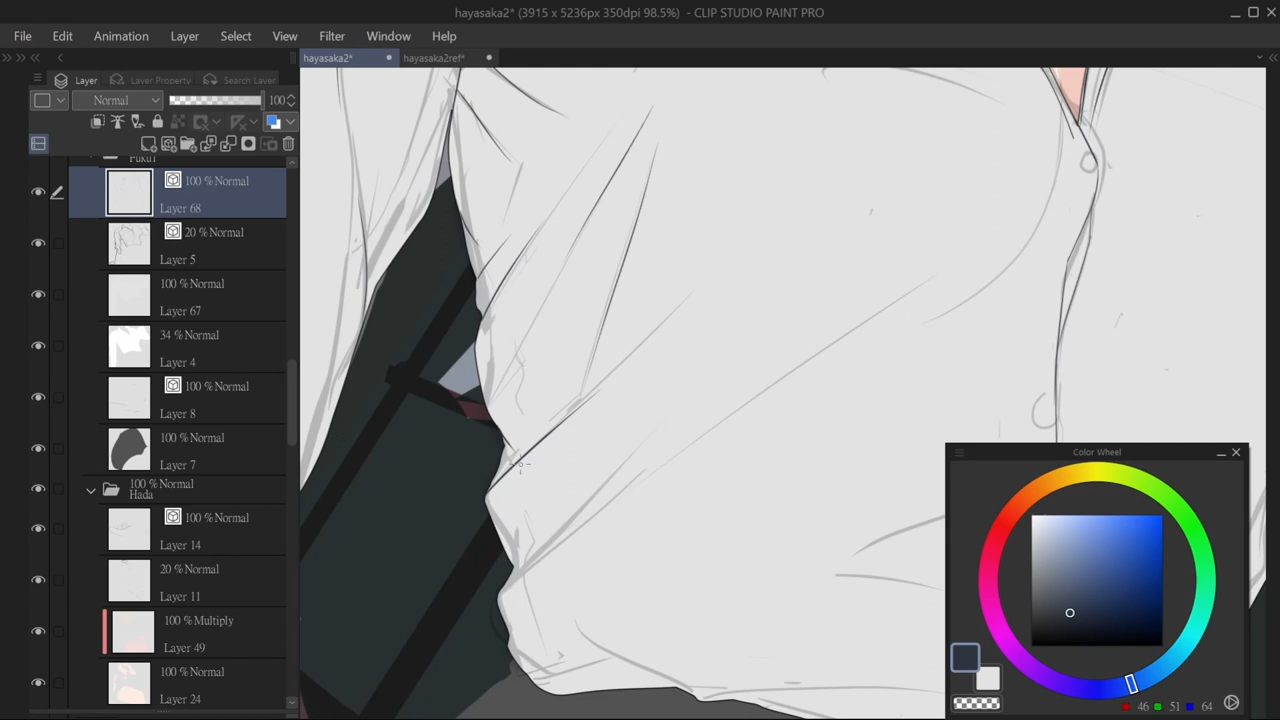 hayasaka2* (3915 x 5236px 350dpi 98.5%) - CLIP STUDIO PAINT PRO
File Edit Animation Layer Select View Filter Window Help
hayasaka2* hayasaka2ref*
Layer Layer Property Search Layer
Normal 100
Fuku1
100 % Normal
Layer 68
20 % Normal
Layer 5
100 % Normal
Layer 67
34 % Normal
Layer 4
100 % Normal
Layer 8
100 % Normal
Layer 7
100 % Normal
Hada
100 % Normal
Layer 14
20 % Normal
Layer 11
100 % Multiply
Layer 49
100 % Normal
Layer 24
Color Wheel
46 51 64